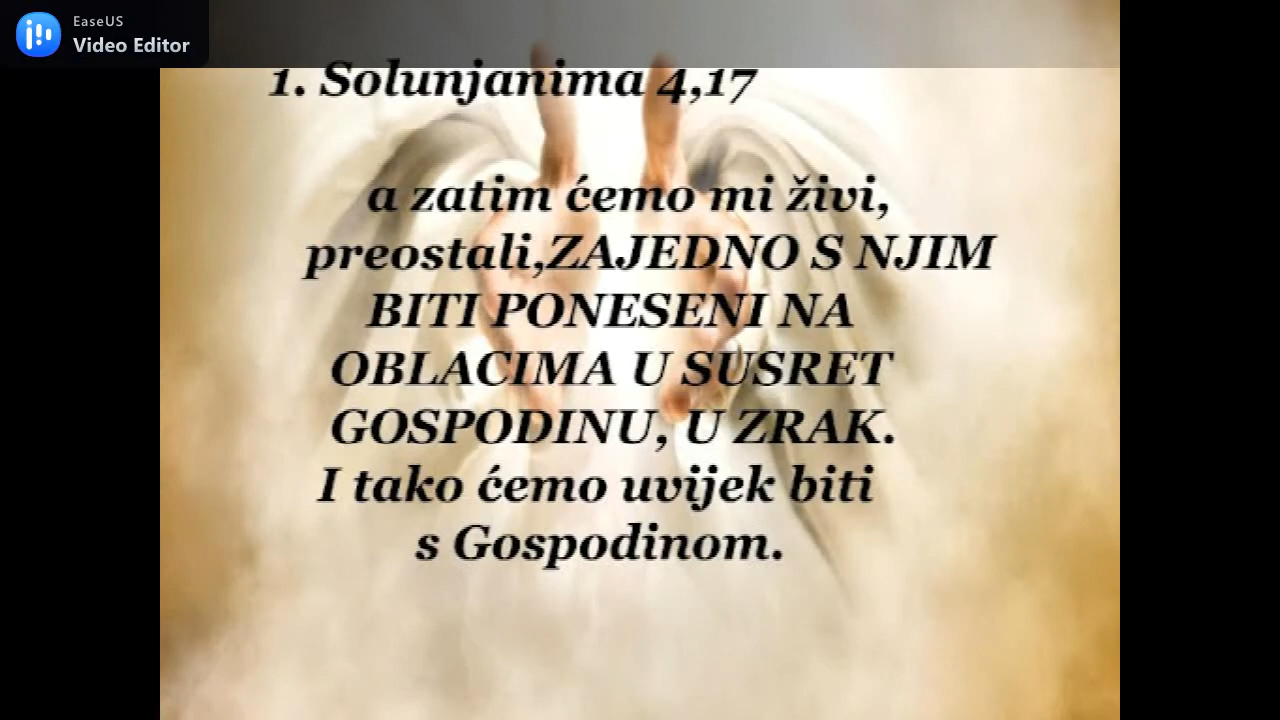 EaseUS
Video Editor
1. Solunjanima 4,17
a zatim ćemo mi živi,
preostali,ZAJEDNO S NJIM
BITI PONESENI NA
OBLACIMA U SUSRET
GOSPODINU, U ZRAK.
I tako ćemo uvijek biti
s Gospodinom.